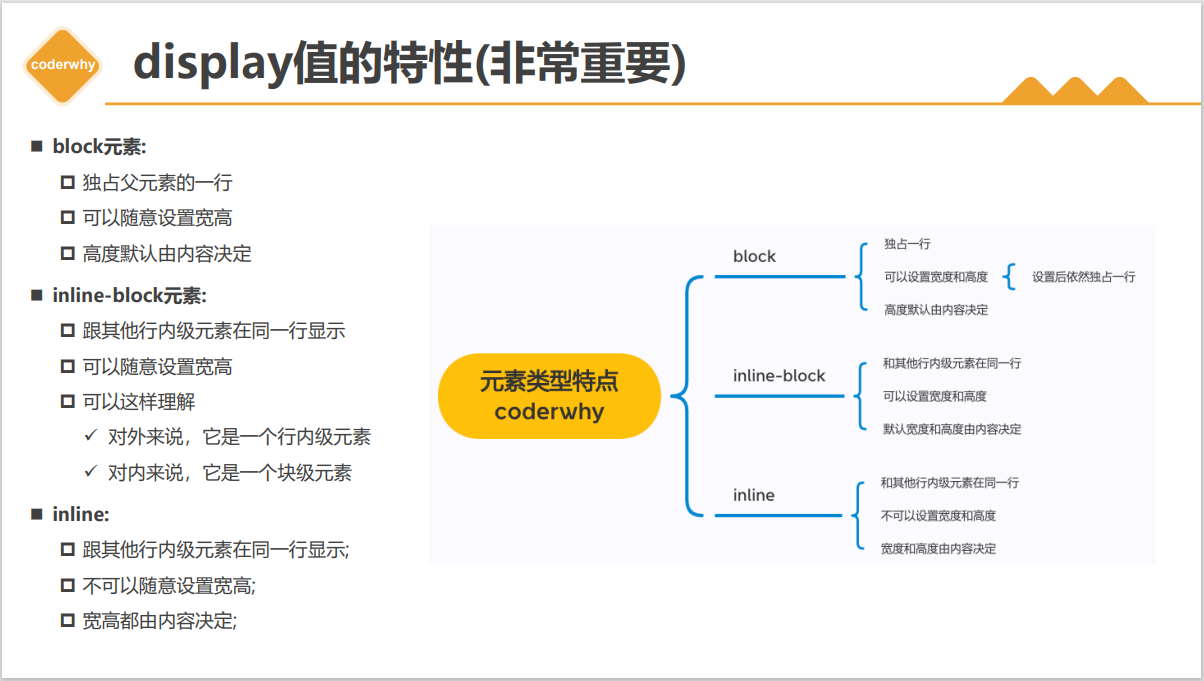 coderwhy
display值的特性(非常重要)
block元素:
独占父元素的一行
可以随意设置宽高
高度默认由内容决定
inline-block元素:
跟其他行内级元素在同一行显示
可以随意设置宽高
可以这样理解
对外来说，它是一个行内级元素
对内来说，它是一个块级元素
inline:
跟其他行内级元素在同一行显示;
不可以随意设置宽高;
宽高都由内容决定;
元素类型特点
coderwhy
block
独占一行
可以设置宽度和高度
设置后依然独占一行
高度默认由内容决定
inline-block
和其他行内级元素在同一行
可以设置宽度和高度
默认宽度和高度由内容决定
inline
和其他行内级元素在同一行
不可以设置宽度和高度
宽度和高度由内容决定